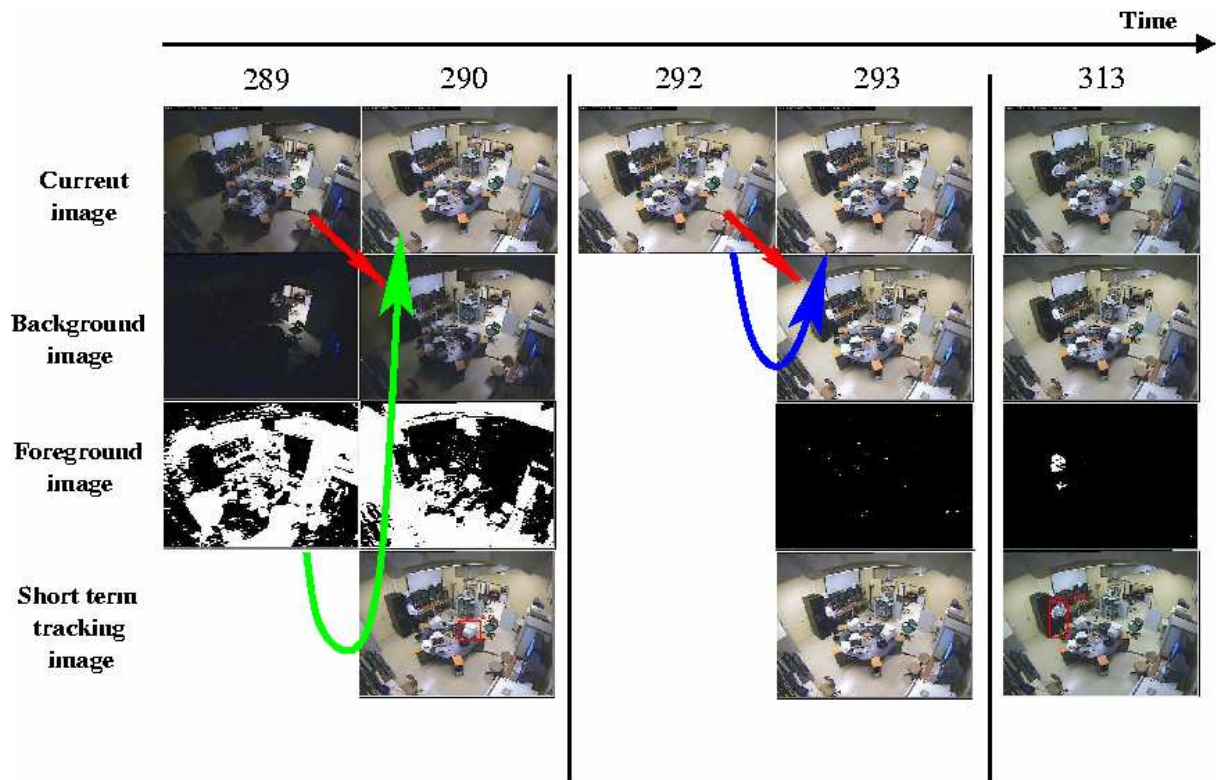 Time
289 290 292 293 313
Current
image
Background
image
Foreground
image
Short term
tracking
image